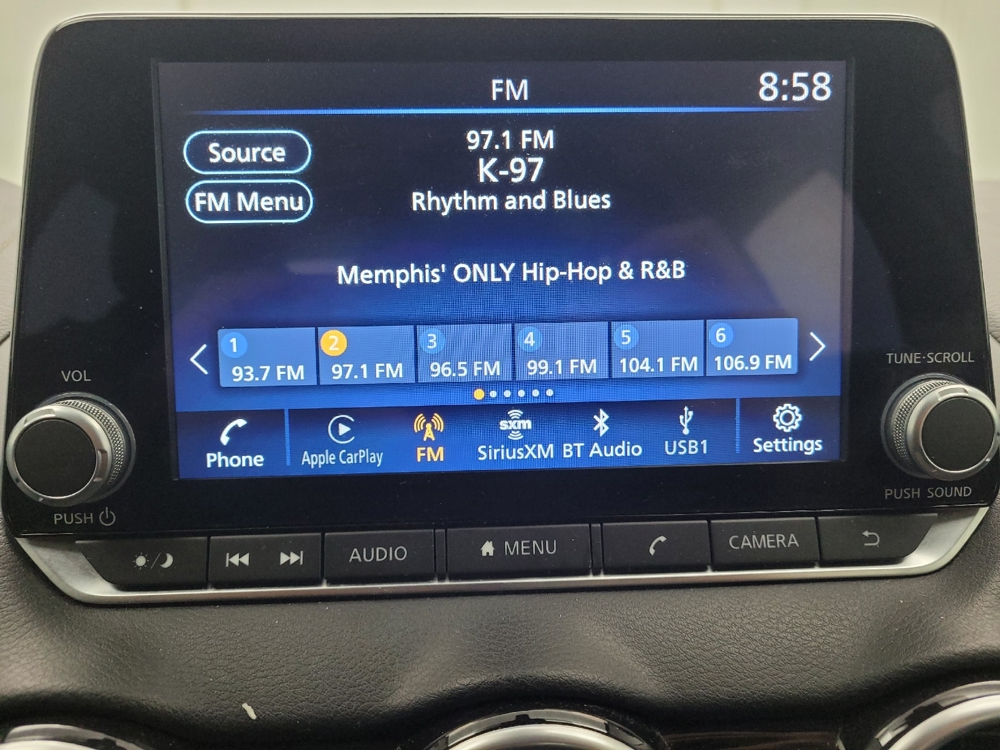 FM
8:58
Source
97.1 FM
K-97
FM Menu
Rhythm and Blues
Memphis' ONLY Hip-Hop & R&B
1 2 3 4 5 6
93.7 FM 97.1 FM 96.5 FM 99.1 FM 104.1 FM 106.9 FM
VOL
TUNE·SCROLL
sxm
Phone Apple CarPlay FM SiriusXM BT Audio USB1 Settings
PUSH
PUSH SOUND
AUDIO MENU CAMERA